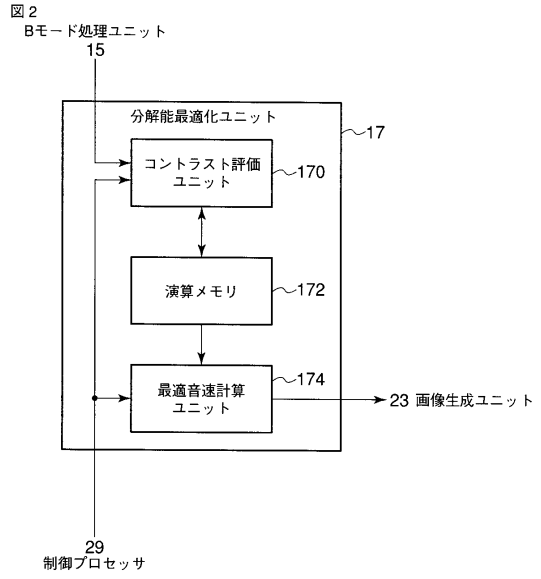 図2
Bモード処理ユニット
15
分解能最適化ユニット
17
コントラスト評価
ユニット
170
演算メモリ
172
最適音速計算
ユニット
174
23 画像生成ユニット
29
制御プロセッサ